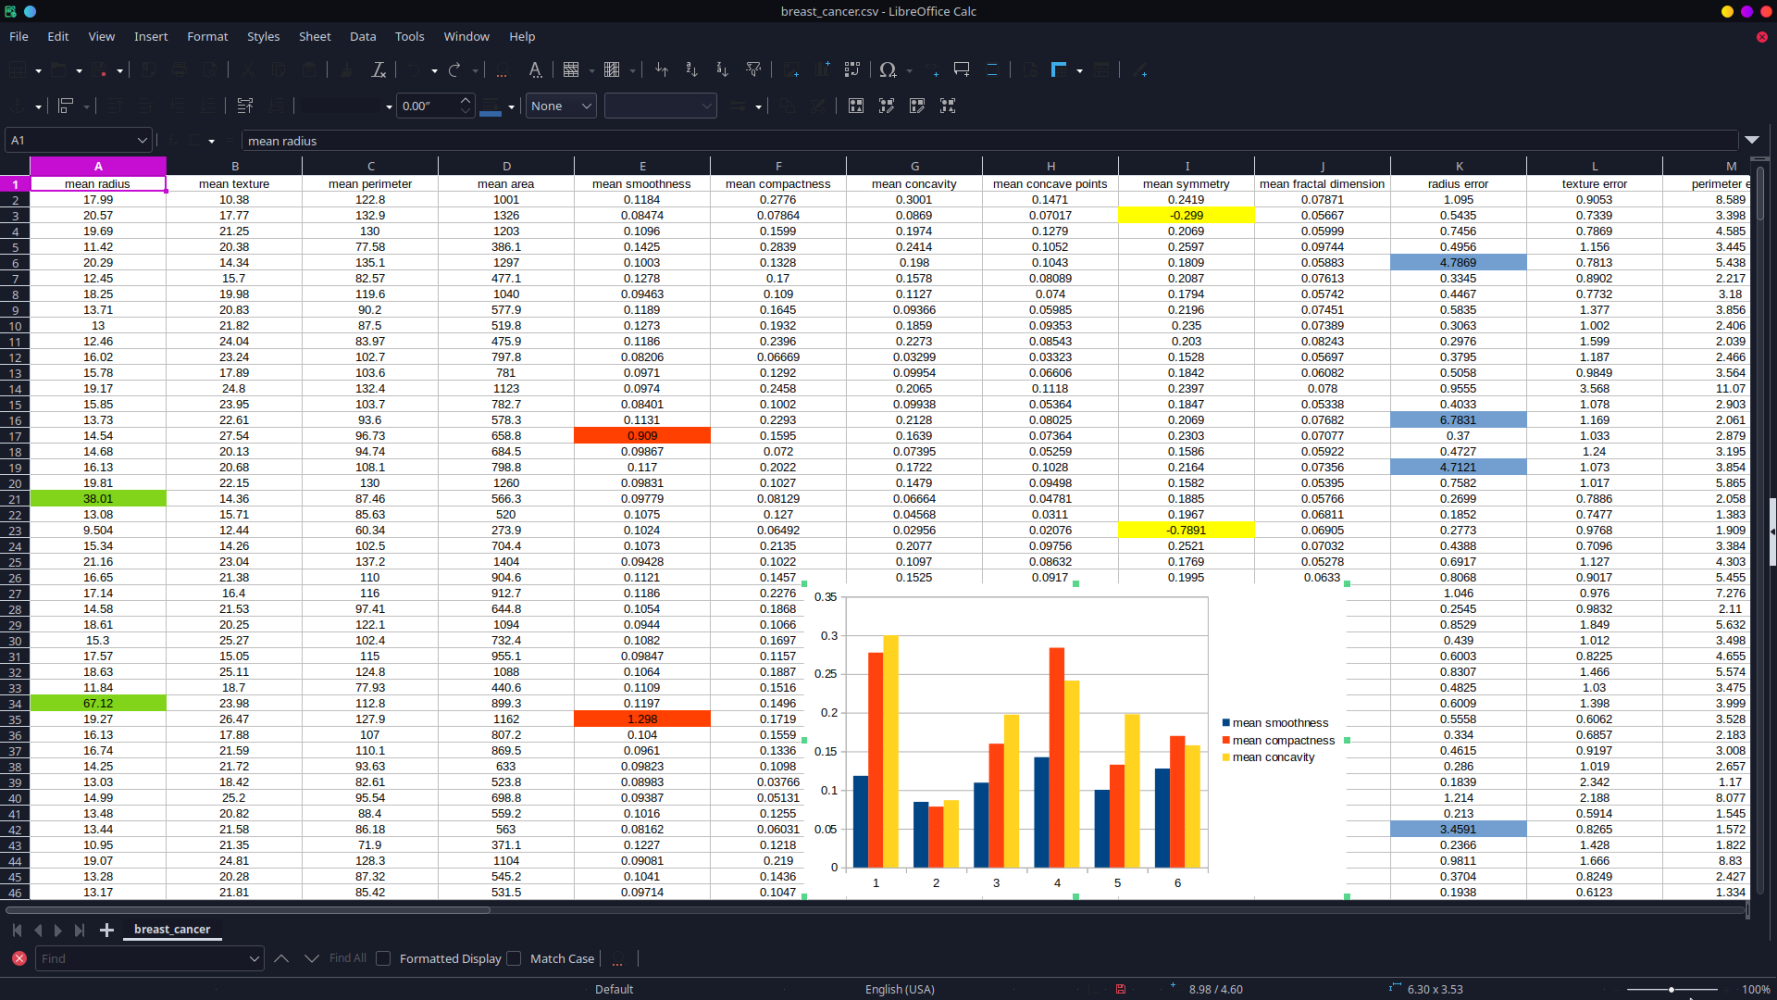 breast_cancer.csv - LibreOffice Calc
File Edit View Insert Format Styles Sheet Data Tools Window Help
0.00″ None
A1 mean radius
A B C D E F G H I J K L M
1 mean radius mean texture mean perimeter mean area mean smoothness mean compactness mean concavity mean concave points mean symmetry mean fractal dimension radius error texture error perimeter e
2 17.99 10.38 122.8 1001 0.1184 0.2776 0.3001 0.1471 0.2419 0.07871 1.095 0.9053 8.589
3 20.57 17.77 132.9 1326 0.08474 0.07864 0.0869 0.07017 -0.299 0.05667 0.5435 0.7339 3.398
4 19.69 21.25 130 1203 0.1096 0.1599 0.1974 0.1279 0.2069 0.05999 0.7456 0.7869 4.585
5 11.42 20.38 77.58 386.1 0.1425 0.2839 0.2414 0.1052 0.2597 0.09744 0.4956 1.156 3.445
6 20.29 14.34 135.1 1297 0.1003 0.1328 0.198 0.1043 0.1809 0.05883 4.7869 0.7813 5.438
7 12.45 15.7 82.57 477.1 0.1278 0.17 0.1578 0.08089 0.2087 0.07613 0.3345 0.8902 2.217
8 18.25 19.98 119.6 1040 0.09463 0.109 0.1127 0.074 0.1794 0.05742 0.4467 0.7732 3.18
9 13.71 20.83 90.2 577.9 0.1189 0.1645 0.09366 0.05985 0.2196 0.07451 0.5835 1.377 3.856
10 13 21.82 87.5 519.8 0.1273 0.1932 0.1859 0.09353 0.235 0.07389 0.3063 1.002 2.406
11 12.46 24.04 83.97 475.9 0.1186 0.2396 0.2273 0.08543 0.203 0.08243 0.2976 1.599 2.039
12 16.02 23.24 102.7 797.8 0.08206 0.06669 0.03299 0.03323 0.1528 0.05697 0.3795 1.187 2.466
13 15.78 17.89 103.6 781 0.0971 0.1292 0.09954 0.06606 0.1842 0.06082 0.5058 0.9849 3.564
14 19.17 24.8 132.4 1123 0.0974 0.2458 0.2065 0.1118 0.2397 0.078 0.9555 3.568 11.07
15 15.85 23.95 103.7 782.7 0.08401 0.1002 0.09938 0.05364 0.1847 0.05338 0.4033 1.078 2.903
16 13.73 22.61 93.6 578.3 0.1131 0.2293 0.2128 0.08025 0.2069 0.07682 6.7831 1.169 2.061
17 14.54 27.54 96.73 658.8 0.909 0.1595 0.1639 0.07364 0.2303 0.07077 0.37 1.033 2.879
18 14.68 20.13 94.74 684.5 0.09867 0.072 0.07395 0.05259 0.1586 0.05922 0.4727 1.24 3.195
19 16.13 20.68 108.1 798.8 0.117 0.2022 0.1722 0.1028 0.2164 0.07356 4.7121 1.073 3.854
20 19.81 22.15 130 1260 0.09831 0.1027 0.1479 0.09498 0.1582 0.05395 0.7582 1.017 5.865
21 38.01 14.36 87.46 566.3 0.09779 0.08129 0.06664 0.04781 0.1885 0.05766 0.2699 0.7886 2.058
22 13.08 15.71 85.63 520 0.1075 0.127 0.04568 0.0311 0.1967 0.06811 0.1852 0.7477 1.383
23 9.504 12.44 60.34 273.9 0.1024 0.06492 0.02956 0.02076 -0.7891 0.06905 0.2773 0.9768 1.909
24 15.34 14.26 102.5 704.4 0.1073 0.2135 0.2077 0.09756 0.2521 0.07032 0.4388 0.7096 3.384
25 21.16 23.04 137.2 1404 0.09428 0.1022 0.1097 0.08632 0.1769 0.05278 0.6917 1.127 4.303
26 16.65 21.38 110 904.6 0.1121 0.1457 0.1525 0.0917 0.1995 0.0633 0.8068 0.9017 5.455
27 17.14 16.4 116 912.7 0.1186 0.2276 1.046 0.976 7.276
28 14.58 21.53 97.41 644.8 0.1054 0.1868 0.2545 0.9832 2.11
29 18.61 20.25 122.1 1094 0.0944 0.1066 0.8529 1.849 5.632
30 15.3 25.27 102.4 732.4 0.1082 0.1697 0.439 1.012 3.498
31 17.57 15.05 115 955.1 0.09847 0.1157 0.6003 0.8225 4.655
32 18.63 25.11 124.8 1088 0.1064 0.1887 0.8307 1.466 5.574
33 11.84 18.7 77.93 440.6 0.1109 0.1516 0.4825 1.03 3.475
34 67.12 23.98 112.8 899.3 0.1197 0.1496 0.6009 1.398 3.999
35 19.27 26.47 127.9 1162 1.298 0.1719 0.5558 0.6062 3.528
36 16.13 17.88 107 807.2 0.104 0.1559 0.334 0.6857 2.183
37 16.74 21.59 110.1 869.5 0.0961 0.1336 0.4615 0.9197 3.008
38 14.25 21.72 93.63 633 0.09823 0.1098 0.286 1.019 2.657
39 13.03 18.42 82.61 523.8 0.08983 0.03766 0.1839 2.342 1.17
40 14.99 25.2 95.54 698.8 0.09387 0.05131 1.214 2.188 8.077
41 13.48 20.82 88.4 559.2 0.1016 0.1255 0.213 0.5914 1.545
42 13.44 21.58 86.18 563 0.08162 0.06031 3.4591 0.8265 1.572
43 10.95 21.35 71.9 371.1 0.1227 0.1218 0.2366 1.428 1.822
44 19.07 24.81 128.3 1104 0.09081 0.219 0.9811 1.666 8.83
45 13.28 20.28 87.32 545.2 0.1041 0.1436 0.3704 0.8249 2.427
46 13.17 21.81 85.42 531.5 0.09714 0.1047 0.1938 0.6123 1.334
0.35
0.3
0.25
0.2
0.15
0.1
0.05
0
1 2 3 4 5 6
mean smoothness
mean compactness
mean concavity
breast_cancer
Find Find All Formatted Display Match Case
Default English (USA) 8.98 / 4.60 6.30 x 3.53 100%